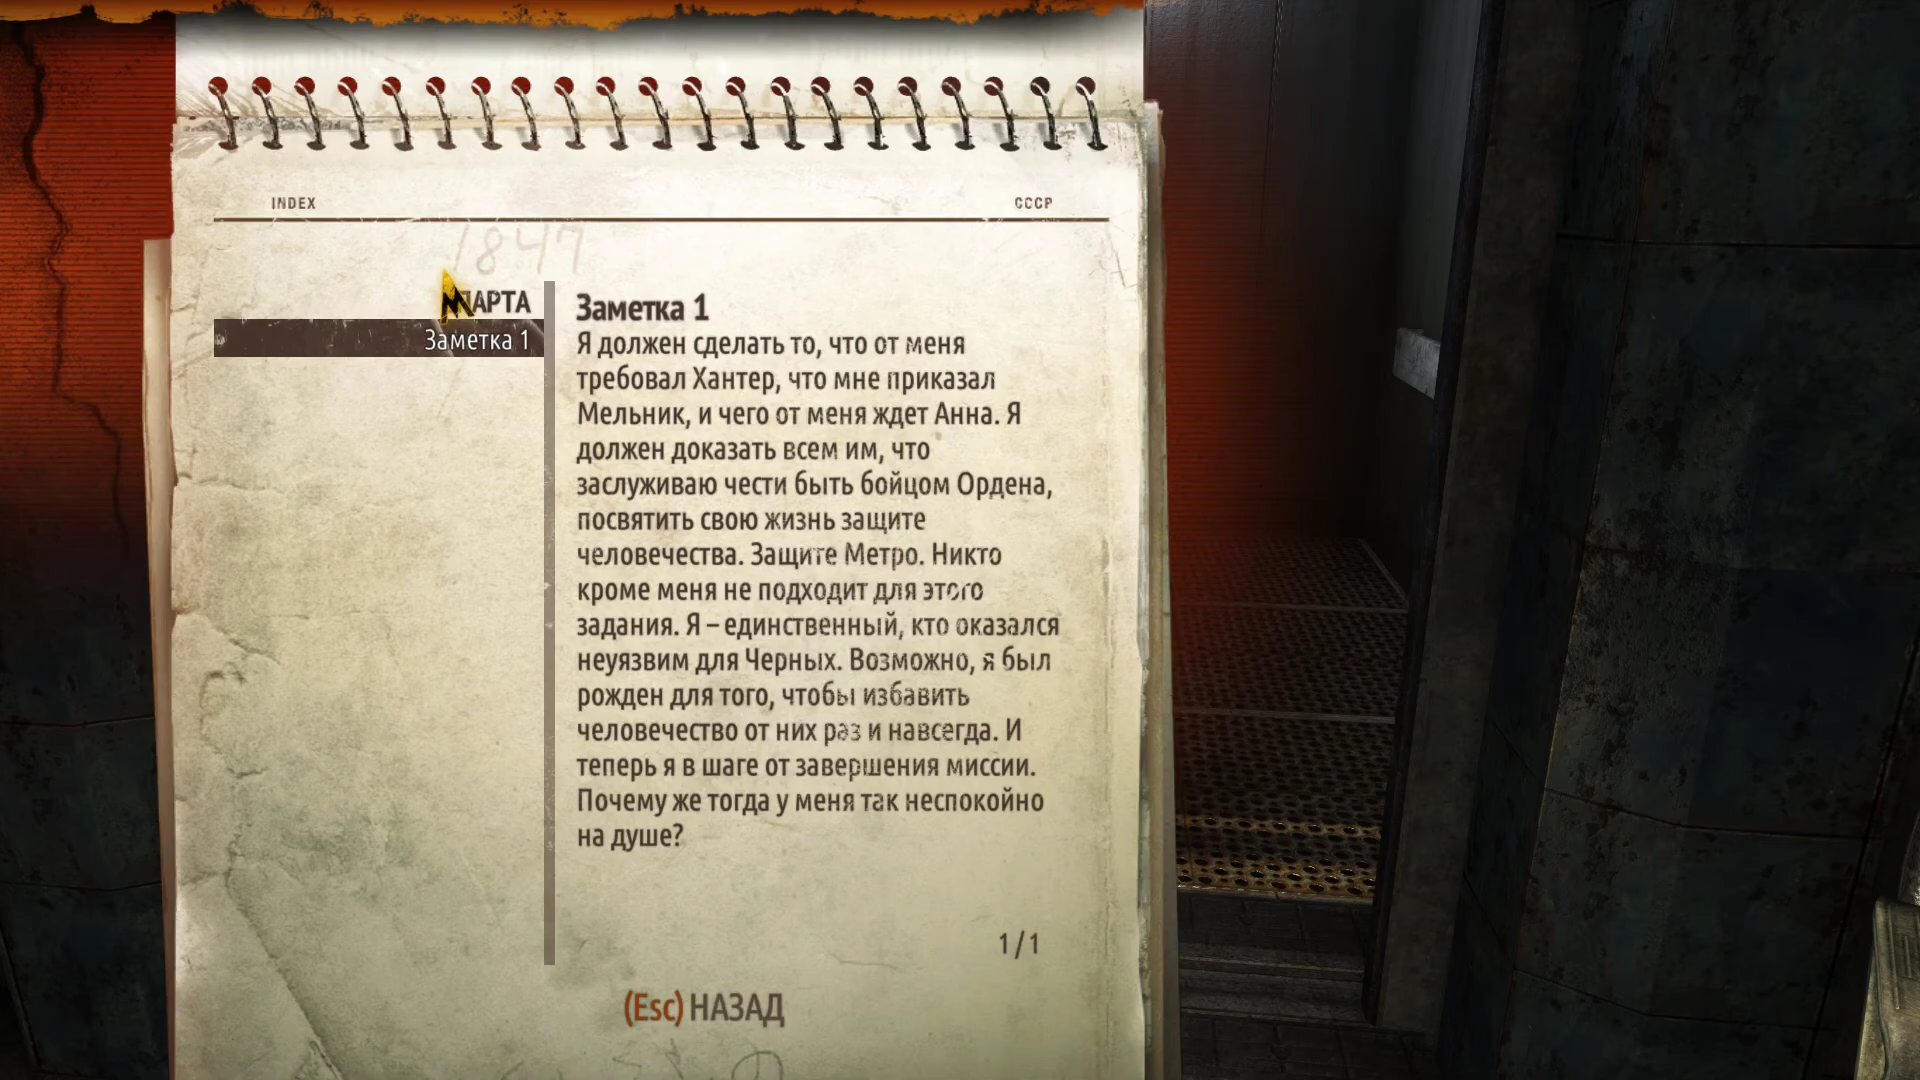 INDEX
СССР
1847
Заметка 1
Заметка 1
Я должен сделать то, что от меня
требовал Хантер, что мне приказал
Мельник, и чего от меня ждет Анна. Я
должен доказать всем им, что
заслуживаю чести быть бойцом Ордена,
посвятить свою жизнь защите
человечества. Защите Метро. Никто
кроме меня не подходит для этого
задания. Я – единственный, кто оказался
неуязвим для Черных. Возможно, я был
рожден для того, чтобы избавить
человечество от них раз и навсегда. И
теперь я в шаге от завершения миссии.
Почему же тогда у меня так неспокойно
на душе?
1/1
(Esc) НАЗАД